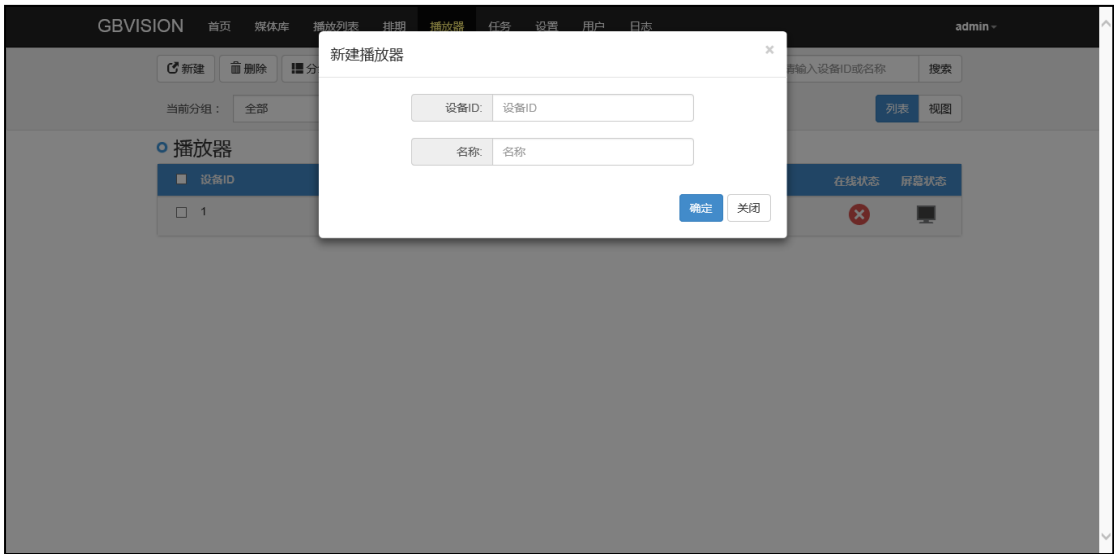 GBVISION 首页 媒体库 播放列表 排期 播放器 任务 设置 用户 日志 admin
新建播放器 ×
新建 删除 分 请输入设备ID或名称 搜索
设备ID: 设备ID
当前分组： 全部 列表 视图
播放器
名称: 名称
设备ID 在线状态 屏幕状态
1
确定 关闭